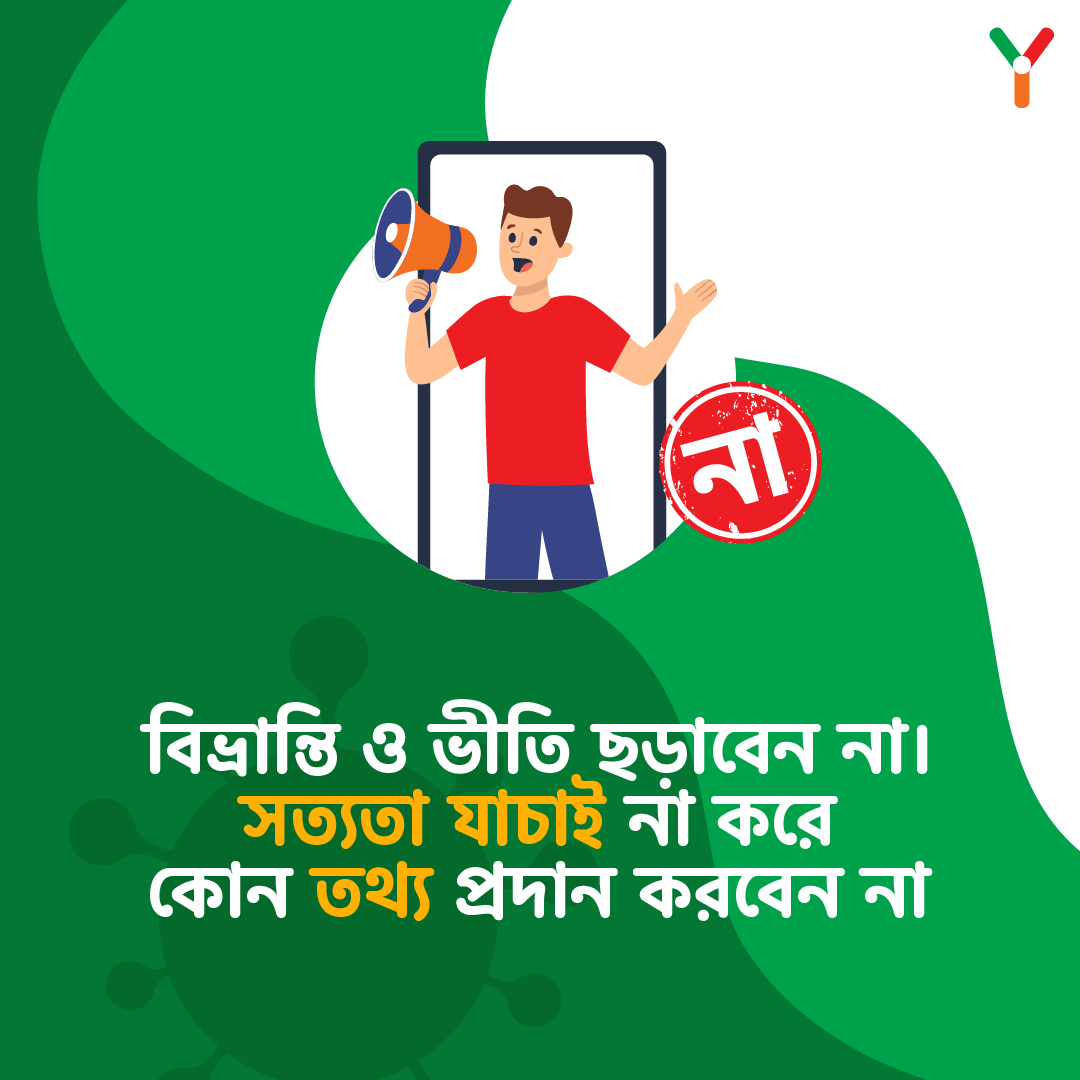 না
বিভ্রান্তি ও ভীতি ছড়াবেন না।
সত্যতা যাচাই না করে
কোন তথ্য প্রদান করবেন না